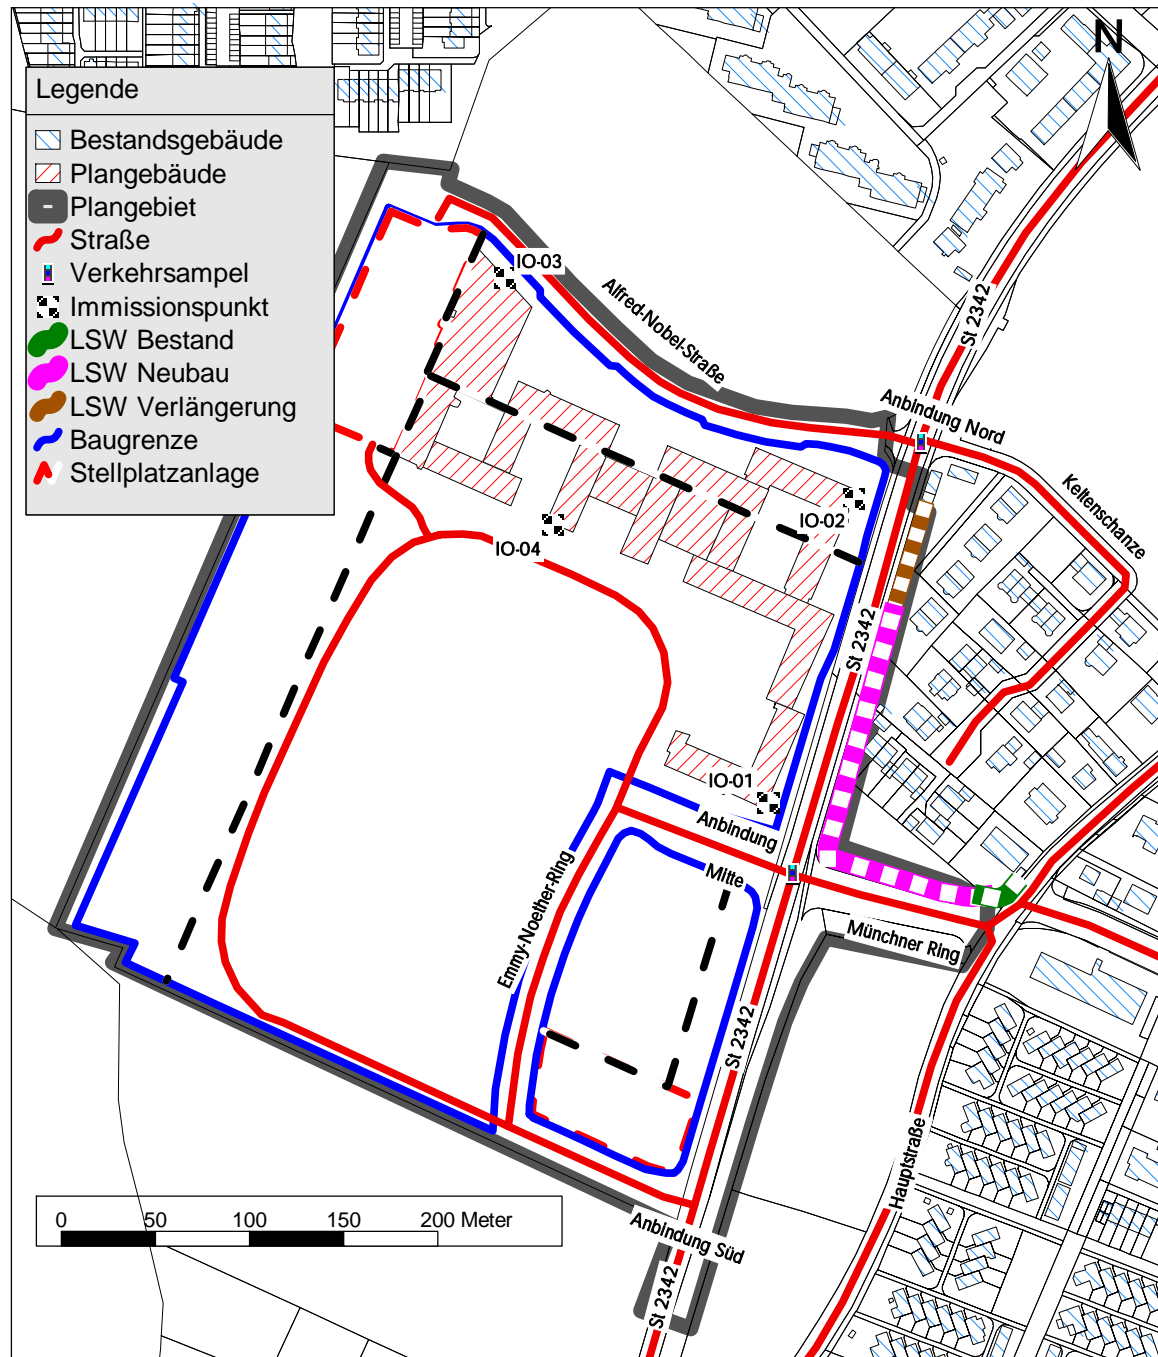 N
Legende
Bestandsgebäude
Plangebäude
Plangebiet
Straße
Verkehrsampel
Immissionspunkt
LSW Bestand
LSW Neubau
LSW Verlängerung
Baugrenze
Stellplatzanlage
IO-03
Alfred-Nobel-Straße
St 2342
Anbindung Nord
Keltenschanze
IO-02
IO-04
St 2342
IO-01
Anbindung
Mitte
Emmy-Noether-Ring
Münchner Ring
St 2342
Hauptstraße
0 50 100 150 200 Meter
Anbindung Süd
St 2342